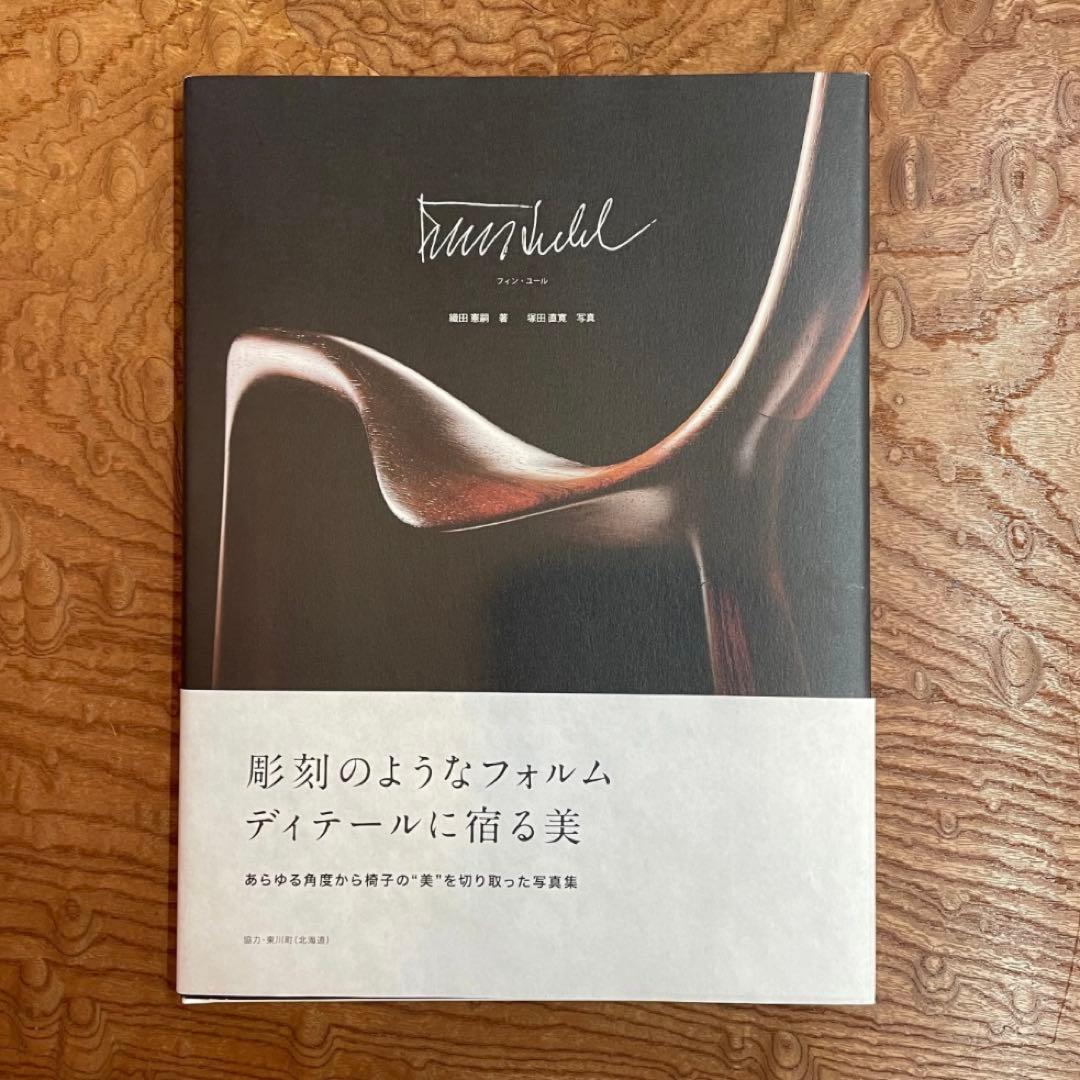 Finn Juhl
フィン・ユール
織田 憲嗣 著 塚田 直寛 写真
彫刻のようなフォルム
ディテールに宿る美
あらゆる角度から椅子の“美”を切り取った写真集
協力・東川町（北海道）